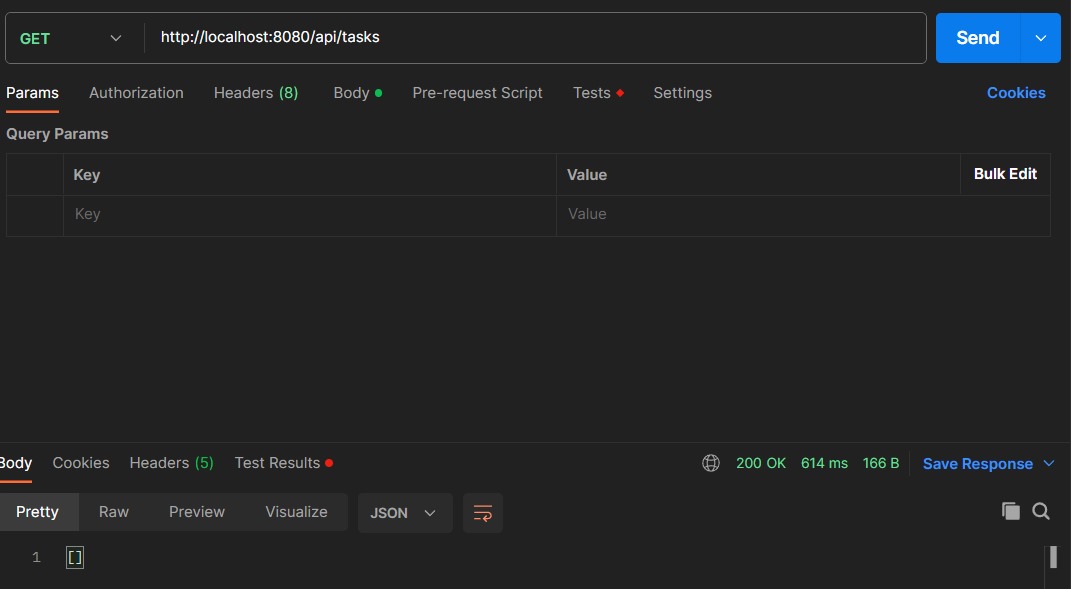 GET http://localhost:8080/api/tasks Send
Params Authorization Headers (8) Body Pre-request Script Tests Settings Cookies
Query Params
Key Value Bulk Edit
Key Value
Body Cookies Headers (5) Test Results 200 OK 614 ms 166 B Save Response
Pretty Raw Preview Visualize JSON
1 []